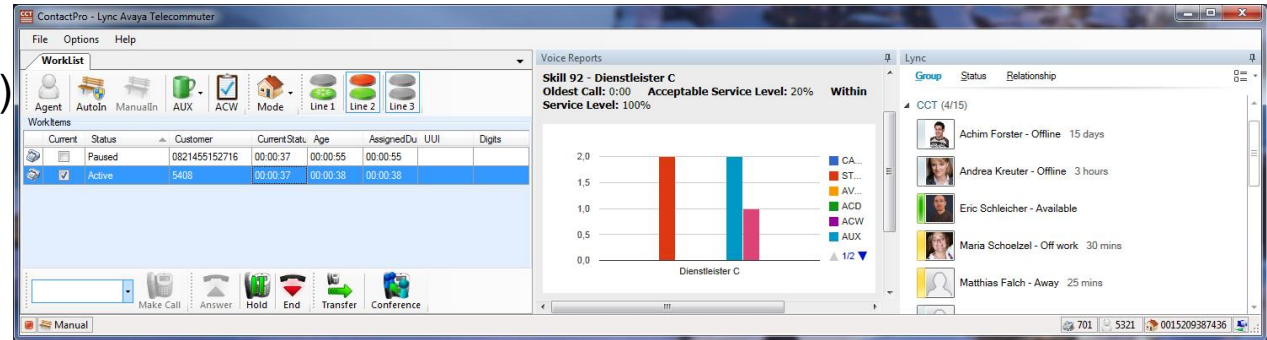 ContactPro - Lync Avaya Telecommuter
File Options Help
)
WorkList
Agent AutoIn ManualIn AUX ACW Mode Line 1 Line 2 Line 3
WorkItems
Current Status Customer CurrentStatu Age AssignedDu UUI Digits
Paused 0821455152716 00:00:37 00:00:55 00:00:55
Active 5408 00:00:37 00:00:38 00:00:38
Make Call Answer Hold End Transfer Conference
Manual
Voice Reports
Skill 92 - Dienstleister C
Oldest Call: 0:00 Acceptable Service Level: 20% Within
Service Level: 100%
2,0
1,5
1,0
0,5
0,0
Dienstleister C
CA...
ST...
AV...
ACD
ACW
AUX
1/2
Lync
Group Status Relationship
CCT (4/15)
Achim Forster - Offline 15 days
Andrea Kreuter - Offline 3 hours
Eric Schleicher - Available
Maria Schoelzel - Off work 30 mins
Matthias Falch - Away 25 mins
701 5321 0015209387436